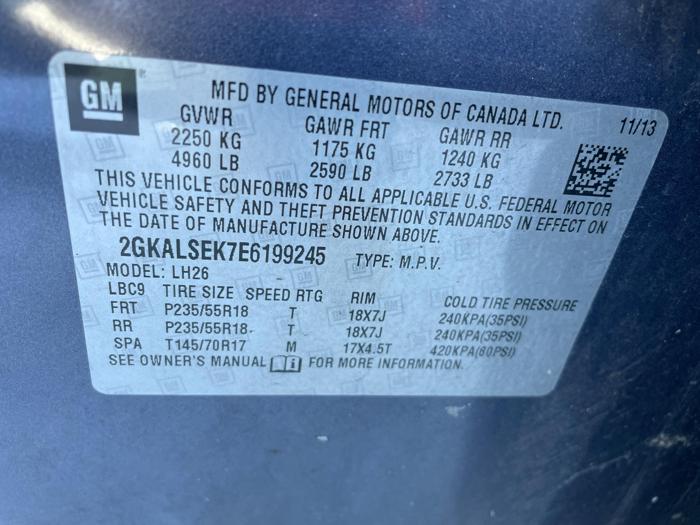 GM
MFD BY GENERAL MOTORS OF CANADA LTD. 11/13
GVWR GAWR FRT GAWR RR
2250 KG 1175 KG 1240 KG
4960 LB 2590 LB 2733 LB
THIS VEHICLE CONFORMS TO ALL APPLICABLE U.S. FEDERAL MOTOR
VEHICLE SAFETY AND THEFT PREVENTION STANDARDS IN EFFECT ON
THE DATE OF MANUFACTURE SHOWN ABOVE.
2GKALSEK7E6199245 TYPE: M.P.V.
MODEL: LH26
LBC9 TIRE SIZE SPEED RTG RIM COLD TIRE PRESSURE
FRT P235/55R18 T 18X7J 240KPA(35PSI)
RR P235/55R18 T 18X7J 240KPA(35PSI)
SPA T145/70R17 M 17X4.5T 420KPA(60PSI)
SEE OWNER'S MANUAL FOR MORE INFORMATION.